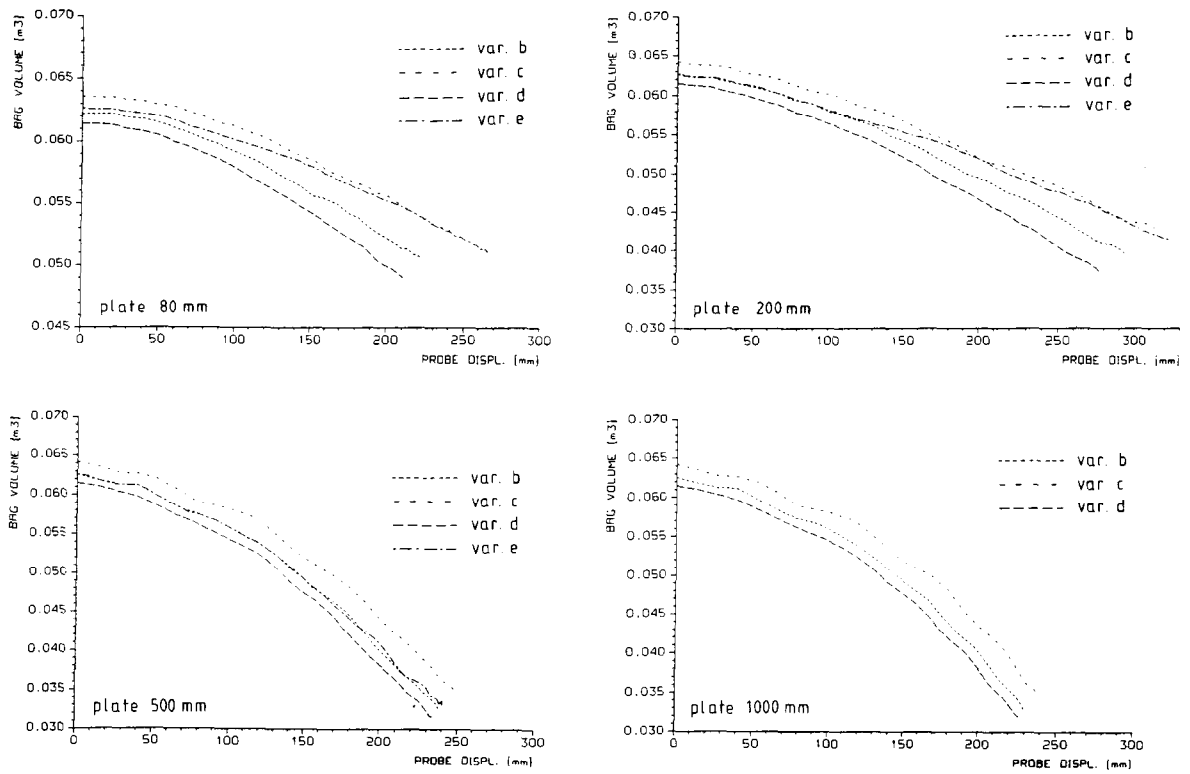 BAG VOLUME [m3]
0.070
0.065
0.060
0.055
0.050
0.045
var. b
var. c
var. d
var. e
plate 80 mm
0 50 100 150 200 250 300
PROBE DISPL. [mm]
BAG VOLUME [m3]
0.070
0.065
0.060
0.055
0.050
0.045
0.040
0.035
0.030
var. b
var. c
var. d
var. e
plate 200 mm
0 50 100 150 200 250 300
PROBE DISPL. [mm]
BAG VOLUME [m3]
0.070
0.065
0.060
0.055
0.050
0.045
0.040
0.035
0.030
var. b
var. c
var. d
var. e
plate 500 mm
0 50 100 150 200 250 300
PROBE DISPL. [mm]
BAG VOLUME [m3]
0.070
0.065
0.060
0.055
0.050
0.045
0.040
0.035
0.030
var. b
var. c
var. d
plate 1000 mm
0 50 100 150 200 250 300
PROBE DISPL. [mm]